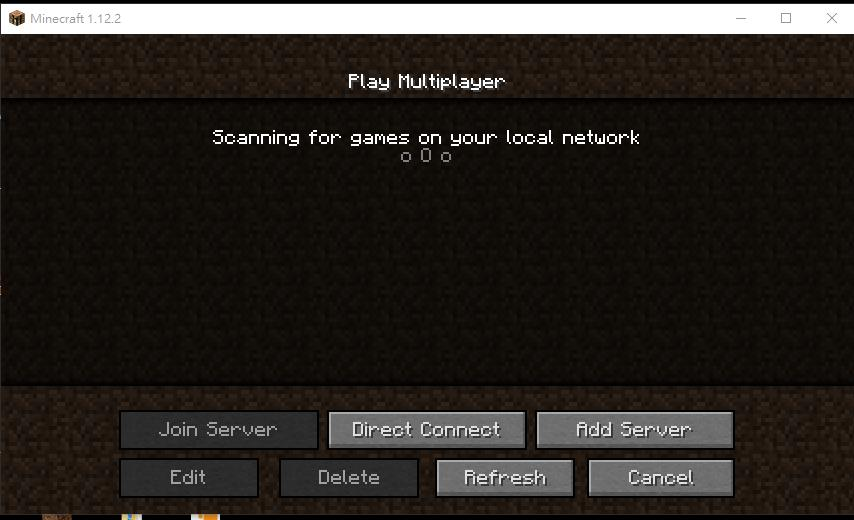 Minecraft 1.12.2
Play Multiplayer
Scanning for games on your local network
o O o
Join Server
Direct Connect
Add Server
Edit
Delete
Refresh
Cancel